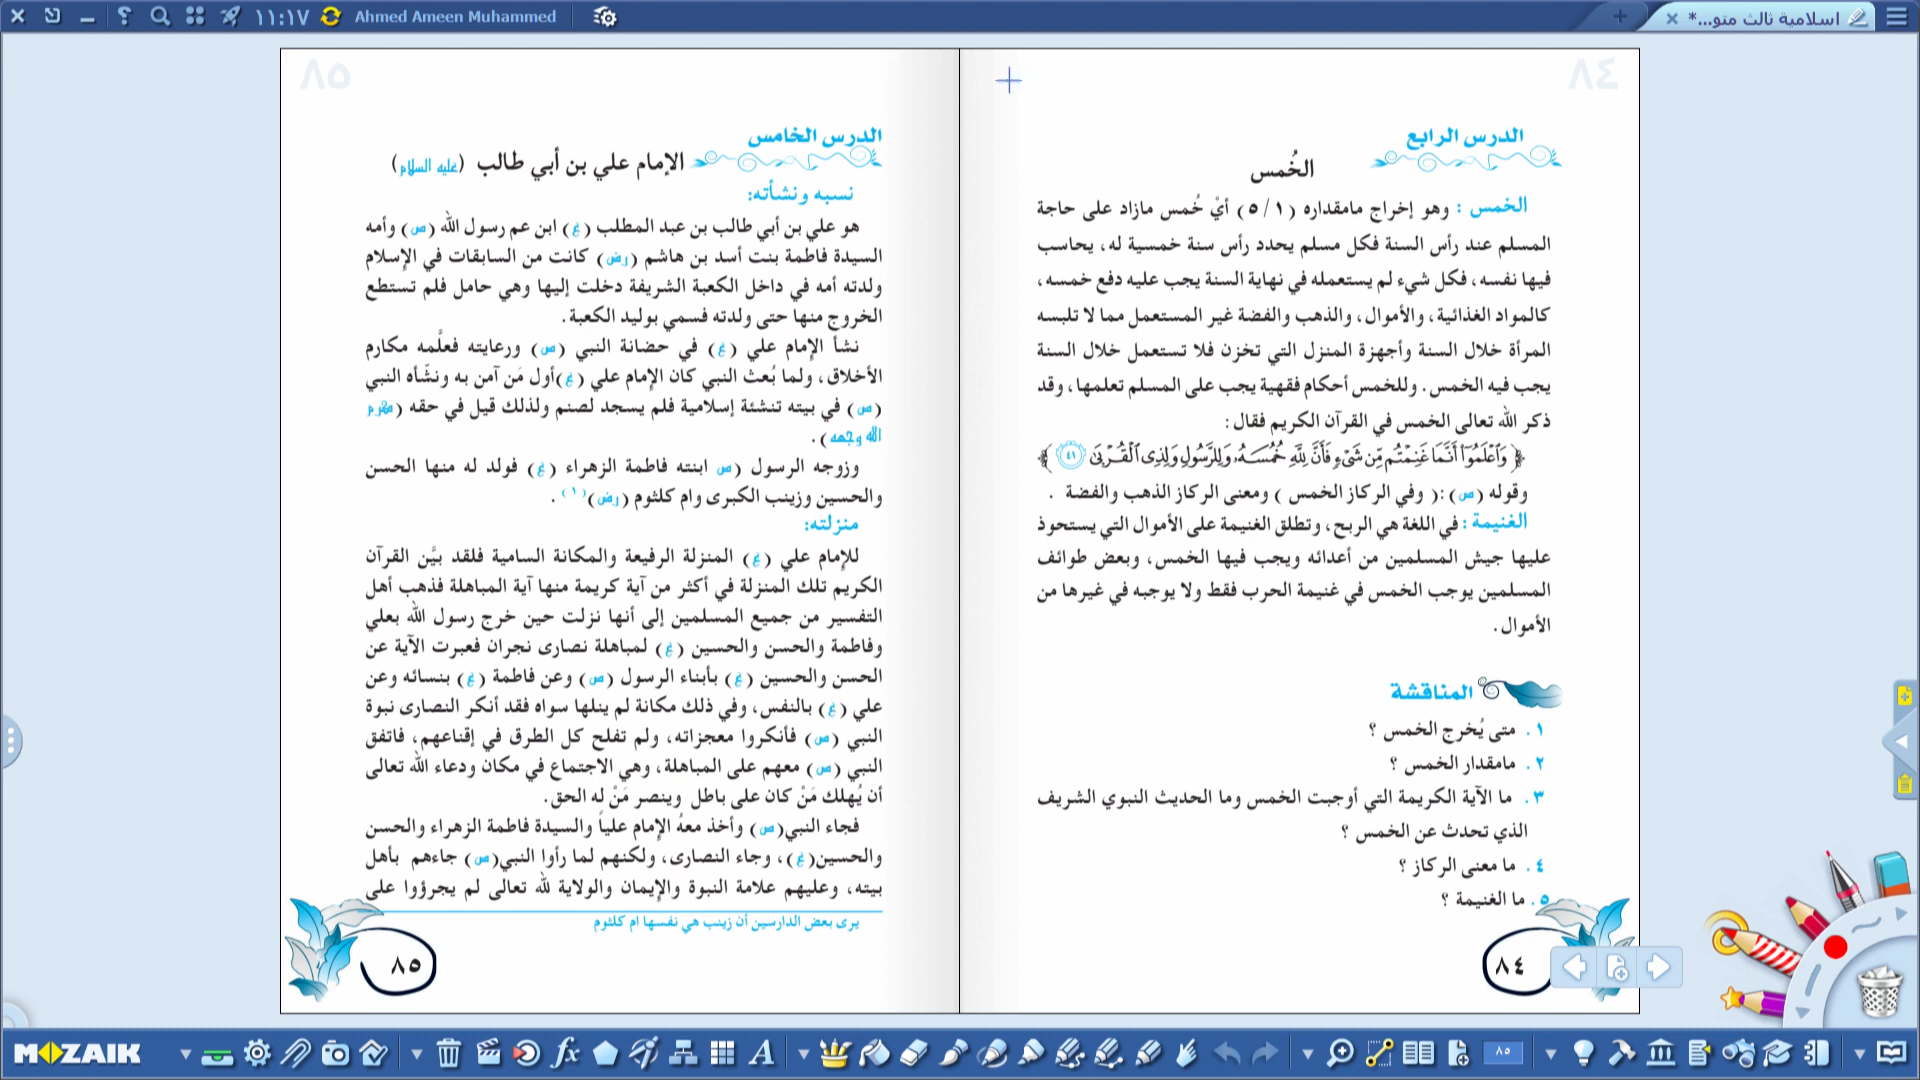 ١١:١٧
Ahmed Ameen Muhammed
اسلامية ثالث متو...*
٨٤
الدرس الرابع
الخُمس
الخمس : وهو إخراج مامقداره (١/ ٥) أيْ خُمس مازاد على حاجة
المسلم عند رأس السنة فكل مسلم يحدد رأس سنة خمسية له، يحاسب
فيها نفسه، فكل شيء لم يستعمله في نهاية السنة يجب عليه دفع خمسه،
كالمواد الغذائية، والأموال، والذهب والفضة غير المستعمل مما لا تلبسه
المرأة خلال السنة وأجهزة المنزل التي تخزن فلا تستعمل خلال السنة
يجب فيه الخمس. وللخمس أحكام فقهية يجب على المسلم تعلمها، وقد
ذكر الله تعالى الخمس في القرآن الكريم فقال:
﴿ وَٱعۡلَمُوٓاْ أَنَّمَا غَنِمۡتُم مِّن شَيۡءٖ فَأَنَّ لِلَّهِ خُمُسَهُۥ وَلِلرَّسُولِ وَلِذِي ٱلۡقُرۡبَىٰ ٤١ ﴾
وقوله (ص) :( وفي الركاز الخمس ) ومعنى الركاز الذهب والفضة .
الغنيمة : في اللغة هي الربح، وتطلق الغنيمة على الأموال التي يستحوذ
عليها جيش المسلمين من أعدائه ويجب فيها الخمس، وبعض طوائف
المسلمين يوجب الخمس في غنيمة الحرب فقط ولا يوجبه في غيرها من
الأموال.
المناقشة
١ . متى يُخرج الخمس ؟
٢ . مامقدار الخمس ؟
٣ . ما الآية الكريمة التي أوجبت الخمس وما الحديث النبوي الشريف
الذي تحدث عن الخمس ؟
٤ . ما معنى الركاز ؟
٥ . ما الغنيمة ؟
٨٤
٨٥
الدرس الخامس
الإمام علي بن أبي طالب (عليه السلام)
نسبه ونشأته:
هو علي بن أبي طالب بن عبد المطلب (ع) ابن عم رسول الله (ص) وأمه
السيدة فاطمة بنت أسد بن هاشم (رض) كانت من السابقات في الإسلام
ولدته أمه في داخل الكعبة الشريفة دخلت إليها وهي حامل فلم تستطع
الخروج منها حتى ولدته فسمي بوليد الكعبة.
نشأ الإمام علي (ع) في حضانة النبي (ص) ورعايته فعلَّمه مكارم
الأخلاق، ولما بُعث النبي كان الإمام علي (ع)أول مَن آمن به ونشّأه النبي
(ص) في بيته تنشئة إسلامية فلم يسجد لصنم ولذلك قيل في حقه (كرم
الله وجهه) .
وزوجه الرسول (ص) ابنته فاطمة الزهراء (ع) فولد له منها الحسن
والحسين وزينب الكبرى وام كلثوم (رض)(١) .
منزلته:
للإمام علي (ع) المنزلة الرفيعة والمكانة السامية فلقد بيَّن القرآن
الكريم تلك المنزلة في أكثر من آية كريمة منها آية المباهلة فذهب أهل
التفسير من جميع المسلمين إلى أنها نزلت حين خرج رسول الله بعلي
وفاطمة والحسن والحسين (ع) لمباهلة نصارى نجران فعبرت الآية عن
الحسن والحسين (ع) بأبناء الرسول (ص) وعن فاطمة (ع) بنسائه وعن
علي (ع) بالنفس، وفي ذلك مكانة لم ينلها سواه فقد أنكر النصارى نبوة
النبي (ص) فأنكروا معجزاته، ولم تفلح كل الطرق في إقناعهم، فاتفق
النبي (ص) معهم على المباهلة، وهي الاجتماع في مكان ودعاء الله تعالى
أن يُهلك مَنْ كان على باطل وينصر مَنْ له الحق.
فجاء النبي(ص) وأخذ معهُ الإمام علياً والسيدة فاطمة الزهراء والحسن
والحسين(ع)، وجاء النصارى، ولكنهم لما رأوا النبي(ص) جاءهم بأهل
بيته، وعليهم علامة النبوة والإيمان والولاية لله تعالى لم يجرؤوا على
يرى بعض الدارسين أن زينب هي نفسها ام كلثوم
٨٥
MOZAIK
٨٥